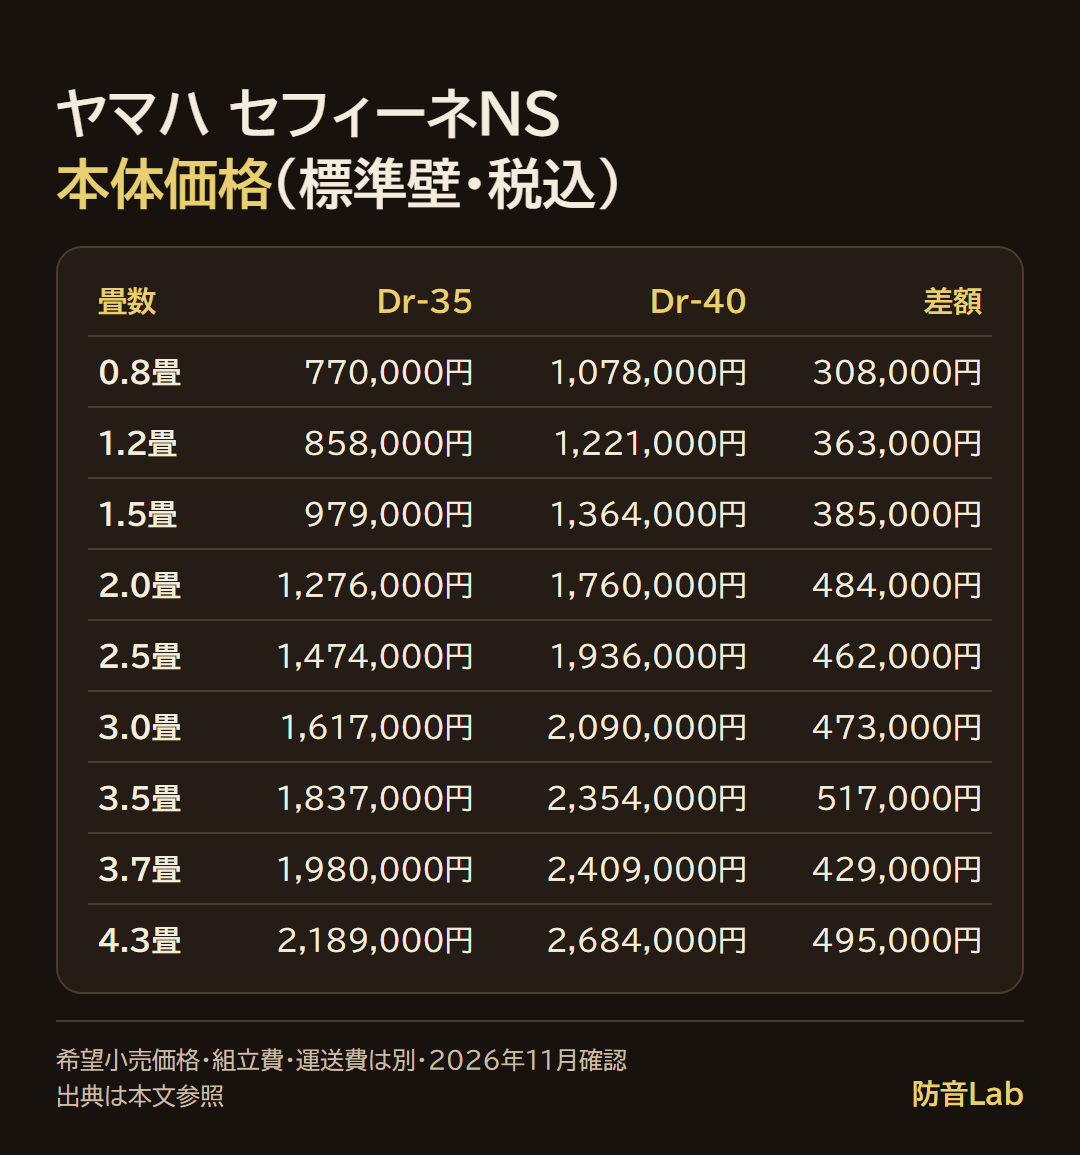 ヤマハ セフィーネNS
本体価格(標準壁・税込)
畳数 Dr-35 Dr-40 差額
0.8畳 770,000円 1,078,000円 308,000円
1.2畳 858,000円 1,221,000円 363,000円
1.5畳 979,000円 1,364,000円 385,000円
2.0畳 1,276,000円 1,760,000円 484,000円
2.5畳 1,474,000円 1,936,000円 462,000円
3.0畳 1,617,000円 2,090,000円 473,000円
3.5畳 1,837,000円 2,354,000円 517,000円
3.7畳 1,980,000円 2,409,000円 429,000円
4.3畳 2,189,000円 2,684,000円 495,000円
希望小売価格・組立費・運送費は別・2026年11月確認
出典は本文参照
防音Lab